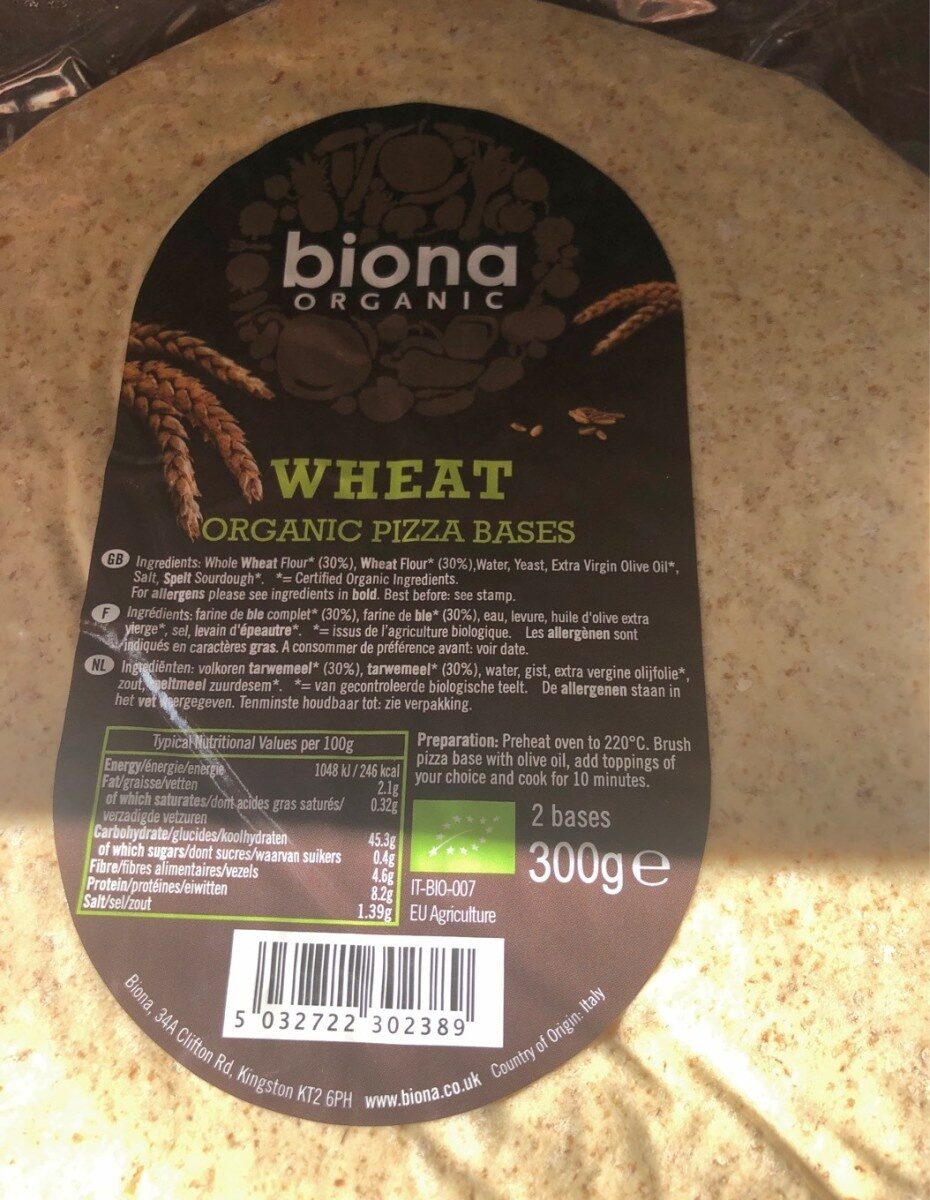 biona
ORGANIC
WHEAT
ORGANIC PIZZA BASES
GB Ingredients: Whole Wheat Flour* (30%), Wheat Flour* (30%),Water, Yeast, Extra Virgin Olive Oil*,
Salt, Spelt Sourdough*. *= Certified Organic Ingredients.
For allergens please see ingredients in bold. Best before: see stamp.
F Ingrédients: farine de ble complet* (30%), farine de ble* (30%), eau, levure, huile d'olive extra
vierge*, sel, levain d'épeautre*. *= issus de l'agriculture biologique. Les allergènen sont
indiqués en caractères gras. A consommer de préférence avant: voir date.
NL Ingrediënten: volkoren tarwemeel* (30%), tarwemeel* (30%), water, gist, extra vergine olijfolie*,
zout, speltmeel zuurdesem*. *= van gecontroleerde biologische teelt. De allergenen staan in
het vet weergegeven. Tenminste houdbaar tot: zie verpakking.
Typical Nutritional Values per 100g
Energy/énergie/energie 1048 kJ / 246 kcal
Fat/graisse/vetten 2.1g
of which saturates/dont acides gras saturés/ 0.32g
verzadigde vetzuren
Carbohydrate/glucides/koolhydraten 45.3g
of which sugars/dont sucres/waarvan suikers 0.4g
Fibre/fibres alimentaires/vezels 4.6g
Protein/protéines/eiwitten 8.2g
Salt/sel/zout 1.39g
Preparation: Preheat oven to 220°C. Brush
pizza base with olive oil, add toppings of
your choice and cook for 10 minutes.
2 bases
300g e
IT-BIO-007
EU Agriculture
5 032722 302389
Biona, 34A Clifton Rd, Kingston KT2 6PH www.biona.co.uk Country of Origin: Italy